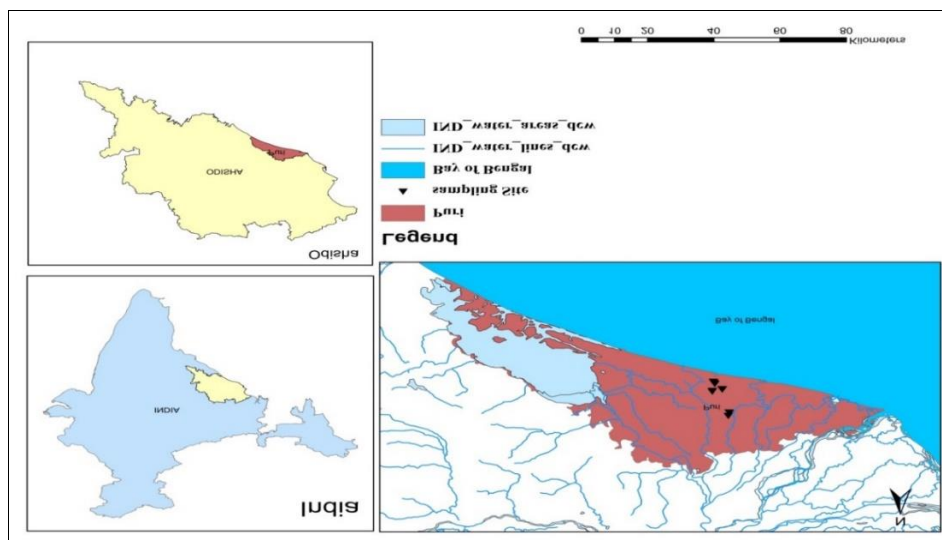 India
INDIA
N
Puri
Bay of Bengal
Odisha
ODISHA
Puri
Legend
Puri
sampling Site
Bay of Bengal
IND_water_lines_dcw
IND_water_areas_dcw
0 10 20 40 60 80
Kilometers